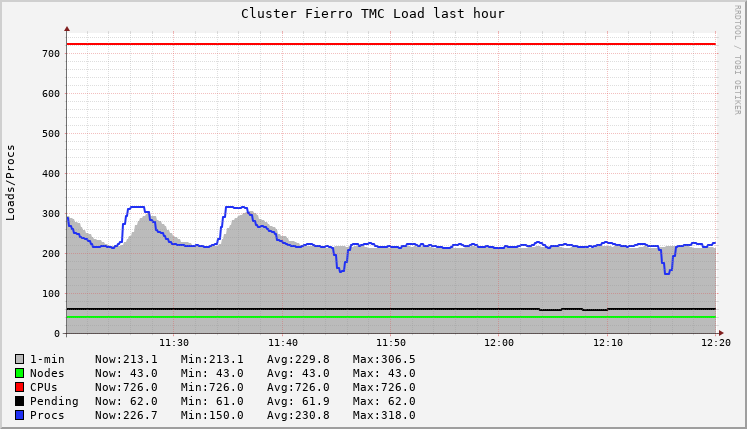 Cluster Fierro TMC Load last hour
RRDTOOL / TOBI OETIKER
Loads/Procs
700
600
500
400
300
200
100
0
11:30 11:40 11:50 12:00 12:10 12:20
1-min Now:213.1 Min:213.1 Avg:229.8 Max:306.5
Nodes Now: 43.0 Min: 43.0 Avg: 43.0 Max: 43.0
CPUs Now:726.0 Min:726.0 Avg:726.0 Max:726.0
Pending Now: 62.0 Min: 61.0 Avg: 61.9 Max: 62.0
Procs Now:226.7 Min:150.0 Avg:230.8 Max:318.0